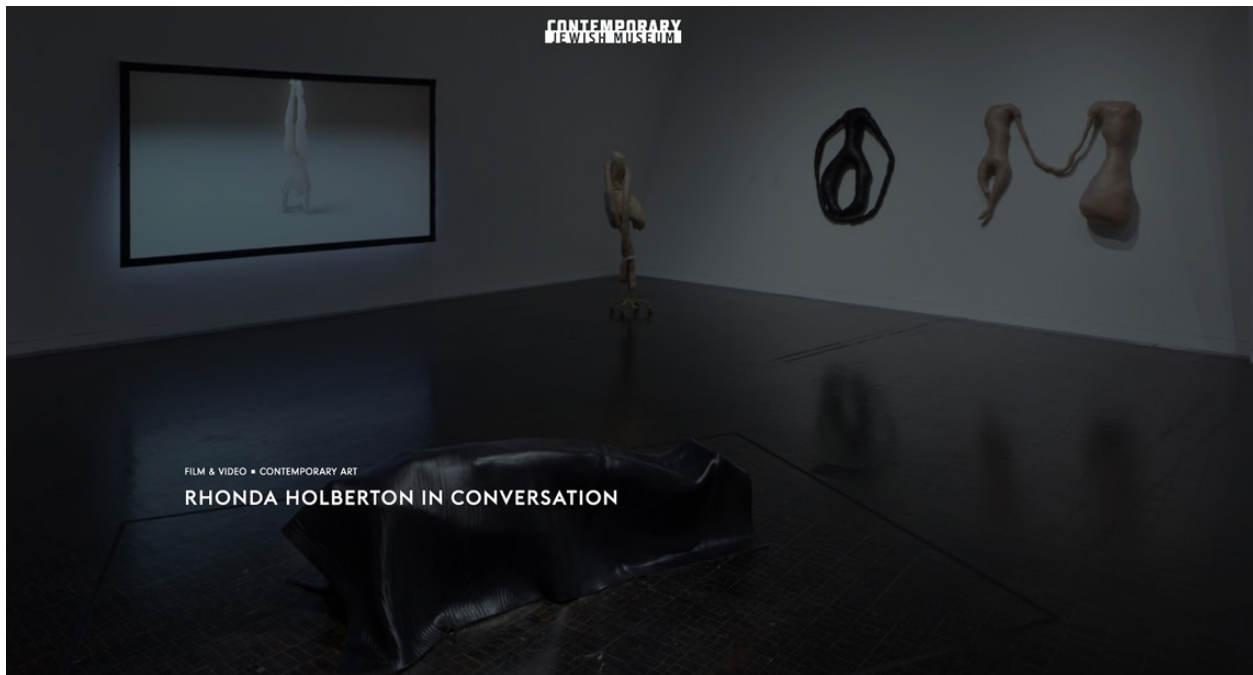 CONTEMPORARY
JEWISH MUSEUM
FILM & VIDEO ▪ CONTEMPORARY ART
RHONDA HOLBERTON IN CONVERSATION